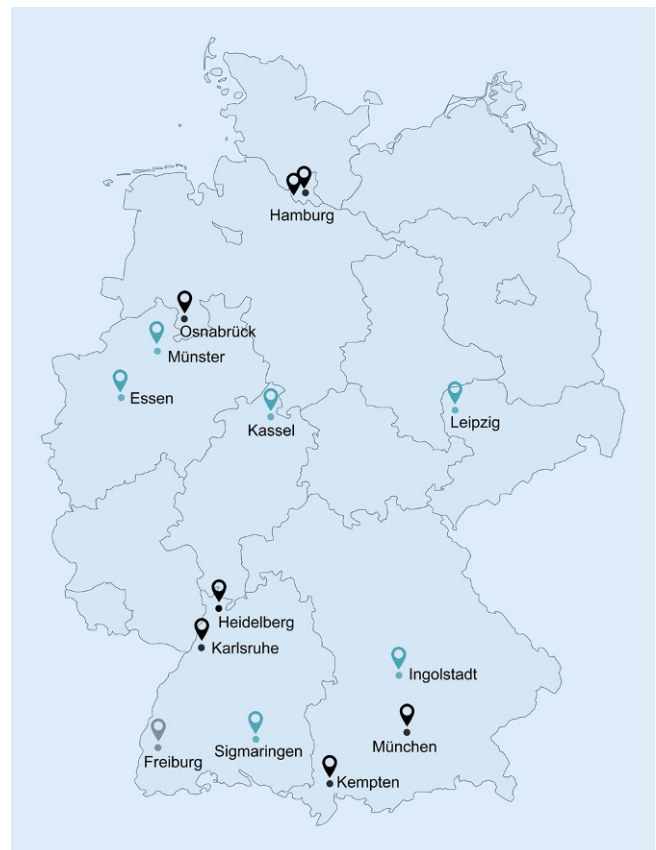 Hamburg
Osnabrück
Münster
Essen
Kassel
Leipzig
Heidelberg
Karlsruhe
Ingolstadt
München
Sigmaringen
Freiburg
Kempten